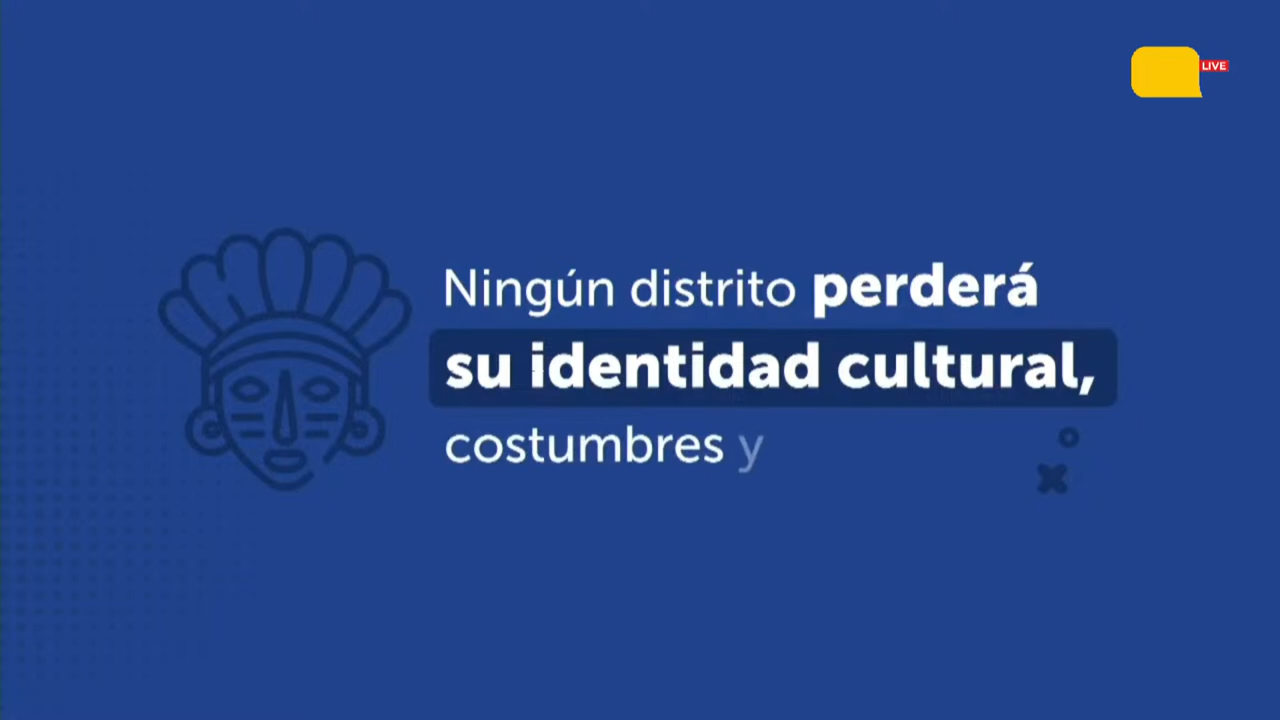 LIVE
Ningún distrito perderá
su identidad cultural,
costumbres y